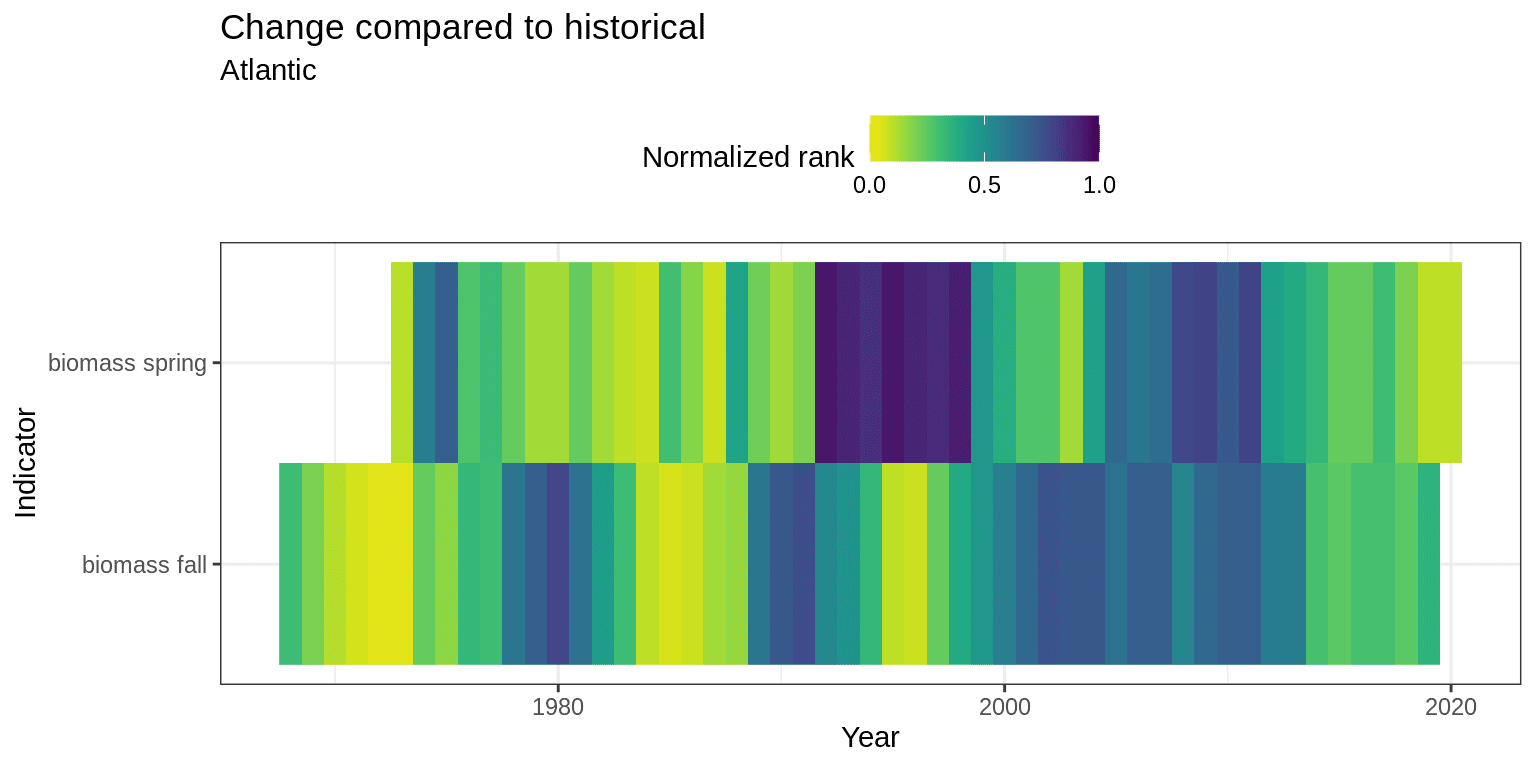 Change compared to historical
Atlantic
Normalized rank
0.0 0.5 1.0
biomass spring
biomass fall
Indicator
1980 2000 2020
Year